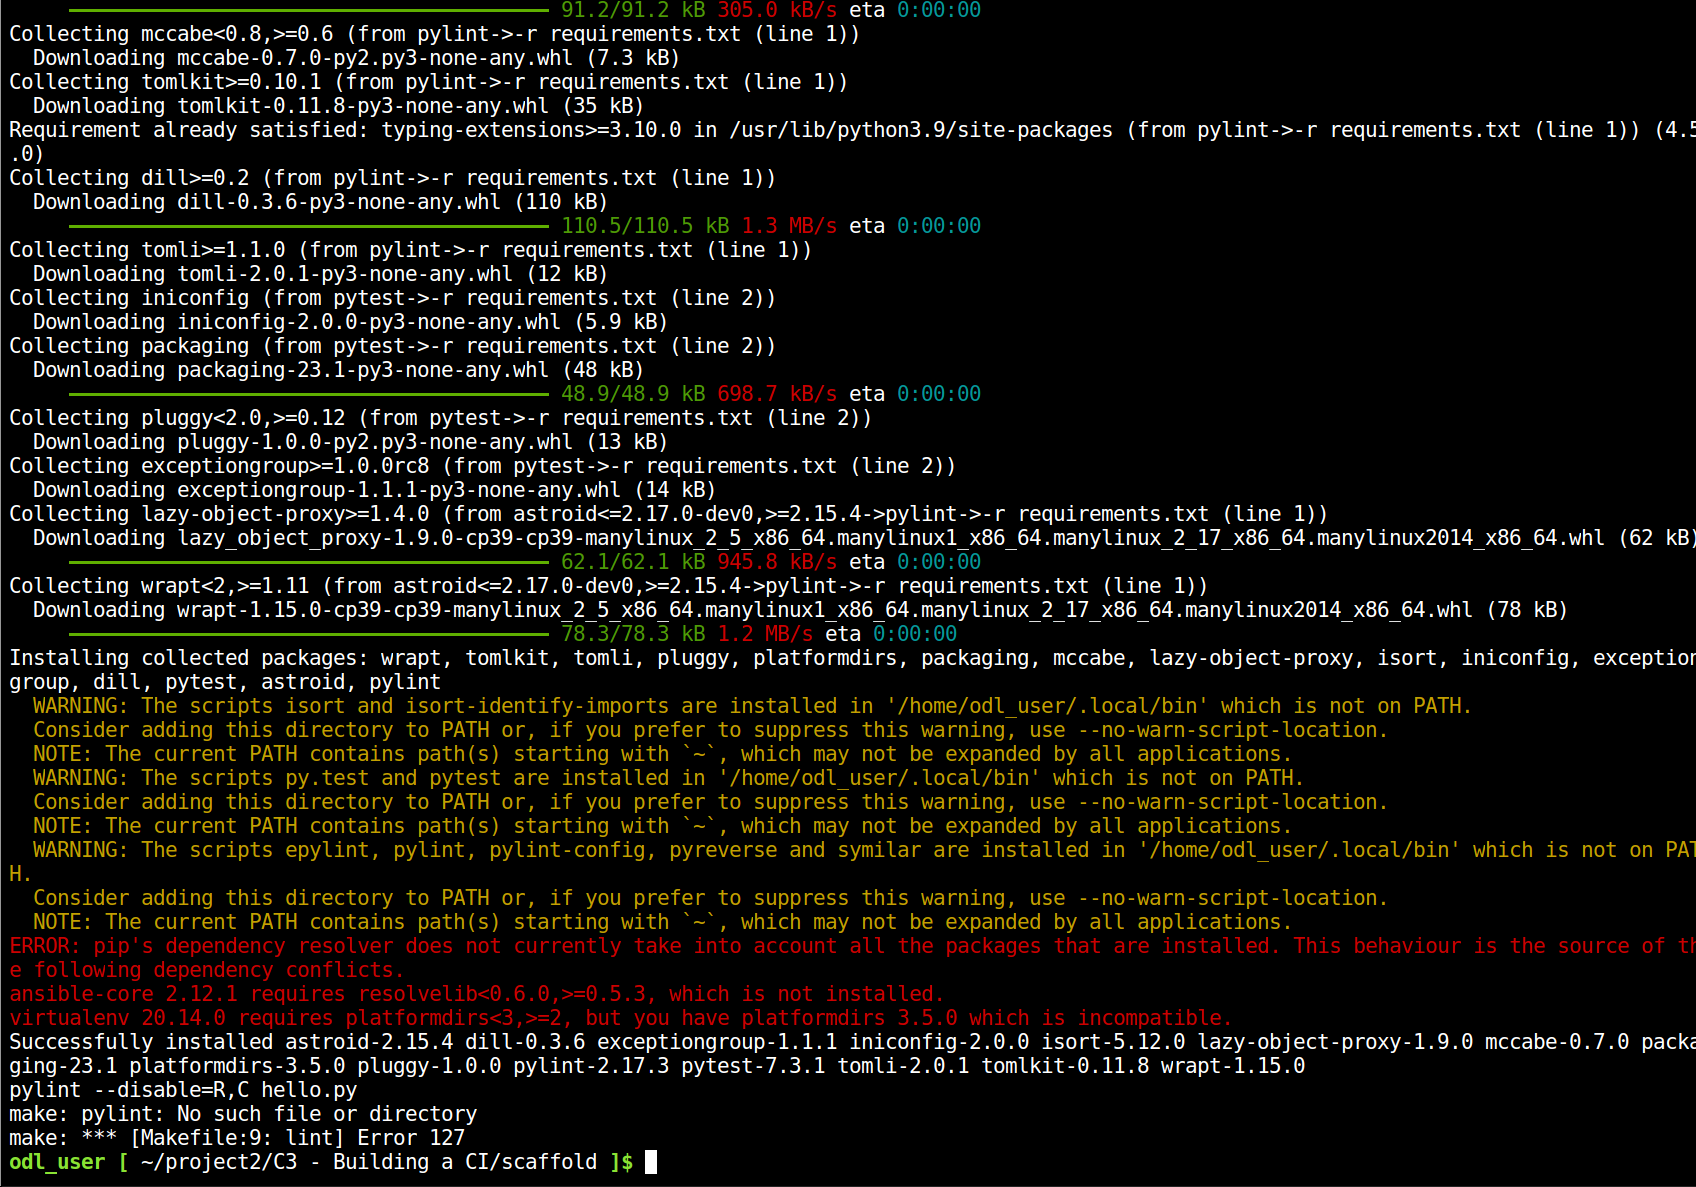 91.2/91.2 kB 305.0 kB/s eta 0:00:00
Collecting mccabe<0.8,>=0.6 (from pylint->-r requirements.txt (line 1))
  Downloading mccabe-0.7.0-py2.py3-none-any.whl (7.3 kB)
Collecting tomlkit>=0.10.1 (from pylint->-r requirements.txt (line 1))
  Downloading tomlkit-0.11.8-py3-none-any.whl (35 kB)
Requirement already satisfied: typing-extensions>=3.10.0 in /usr/lib/python3.9/site-packages (from pylint->-r requirements.txt (line 1)) (4.5
.0)
Collecting dill>=0.2 (from pylint->-r requirements.txt (line 1))
  Downloading dill-0.3.6-py3-none-any.whl (110 kB)
110.5/110.5 kB 1.3 MB/s eta 0:00:00
Collecting tomli>=1.1.0 (from pylint->-r requirements.txt (line 1))
  Downloading tomli-2.0.1-py3-none-any.whl (12 kB)
Collecting iniconfig (from pytest->-r requirements.txt (line 2))
  Downloading iniconfig-2.0.0-py3-none-any.whl (5.9 kB)
Collecting packaging (from pytest->-r requirements.txt (line 2))
  Downloading packaging-23.1-py3-none-any.whl (48 kB)
48.9/48.9 kB 698.7 kB/s eta 0:00:00
Collecting pluggy<2.0,>=0.12 (from pytest->-r requirements.txt (line 2))
  Downloading pluggy-1.0.0-py2.py3-none-any.whl (13 kB)
Collecting exceptiongroup>=1.0.0rc8 (from pytest->-r requirements.txt (line 2))
  Downloading exceptiongroup-1.1.1-py3-none-any.whl (14 kB)
Collecting lazy-object-proxy>=1.4.0 (from astroid<=2.17.0-dev0,>=2.15.4->pylint->-r requirements.txt (line 1))
  Downloading lazy_object_proxy-1.9.0-cp39-cp39-manylinux_2_5_x86_64.manylinux1_x86_64.manylinux_2_17_x86_64.manylinux2014_x86_64.whl (62 kB)
62.1/62.1 kB 945.8 kB/s eta 0:00:00
Collecting wrapt<2,>=1.11 (from astroid<=2.17.0-dev0,>=2.15.4->pylint->-r requirements.txt (line 1))
  Downloading wrapt-1.15.0-cp39-cp39-manylinux_2_5_x86_64.manylinux1_x86_64.manylinux_2_17_x86_64.manylinux2014_x86_64.whl (78 kB)
78.3/78.3 kB 1.2 MB/s eta 0:00:00
Installing collected packages: wrapt, tomlkit, tomli, pluggy, platformdirs, packaging, mccabe, lazy-object-proxy, isort, iniconfig, exception
group, dill, pytest, astroid, pylint
  WARNING: The scripts isort and isort-identify-imports are installed in '/home/odl_user/.local/bin' which is not on PATH.
  Consider adding this directory to PATH or, if you prefer to suppress this warning, use --no-warn-script-location.
  NOTE: The current PATH contains path(s) starting with `~`, which may not be expanded by all applications.
  WARNING: The scripts py.test and pytest are installed in '/home/odl_user/.local/bin' which is not on PATH.
  Consider adding this directory to PATH or, if you prefer to suppress this warning, use --no-warn-script-location.
  NOTE: The current PATH contains path(s) starting with `~`, which may not be expanded by all applications.
  WARNING: The scripts epylint, pylint, pylint-config, pyreverse and symilar are installed in '/home/odl_user/.local/bin' which is not on PAT
H.
  Consider adding this directory to PATH or, if you prefer to suppress this warning, use --no-warn-script-location.
  NOTE: The current PATH contains path(s) starting with `~`, which may not be expanded by all applications.
ERROR: pip's dependency resolver does not currently take into account all the packages that are installed. This behaviour is the source of th
e following dependency conflicts.
ansible-core 2.12.1 requires resolvelib<0.6.0,>=0.5.3, which is not installed.
virtualenv 20.14.0 requires platformdirs<3,>=2, but you have platformdirs 3.5.0 which is incompatible.
Successfully installed astroid-2.15.4 dill-0.3.6 exceptiongroup-1.1.1 iniconfig-2.0.0 isort-5.12.0 lazy-object-proxy-1.9.0 mccabe-0.7.0 packa
ging-23.1 platformdirs-3.5.0 pluggy-1.0.0 pylint-2.17.3 pytest-7.3.1 tomli-2.0.1 tomlkit-0.11.8 wrapt-1.15.0
pylint --disable=R,C hello.py
make: pylint: No such file or directory
make: *** [Makefile:9: lint] Error 127
odl_user [ ~/project2/C3 - Building a CI/scaffold ]$